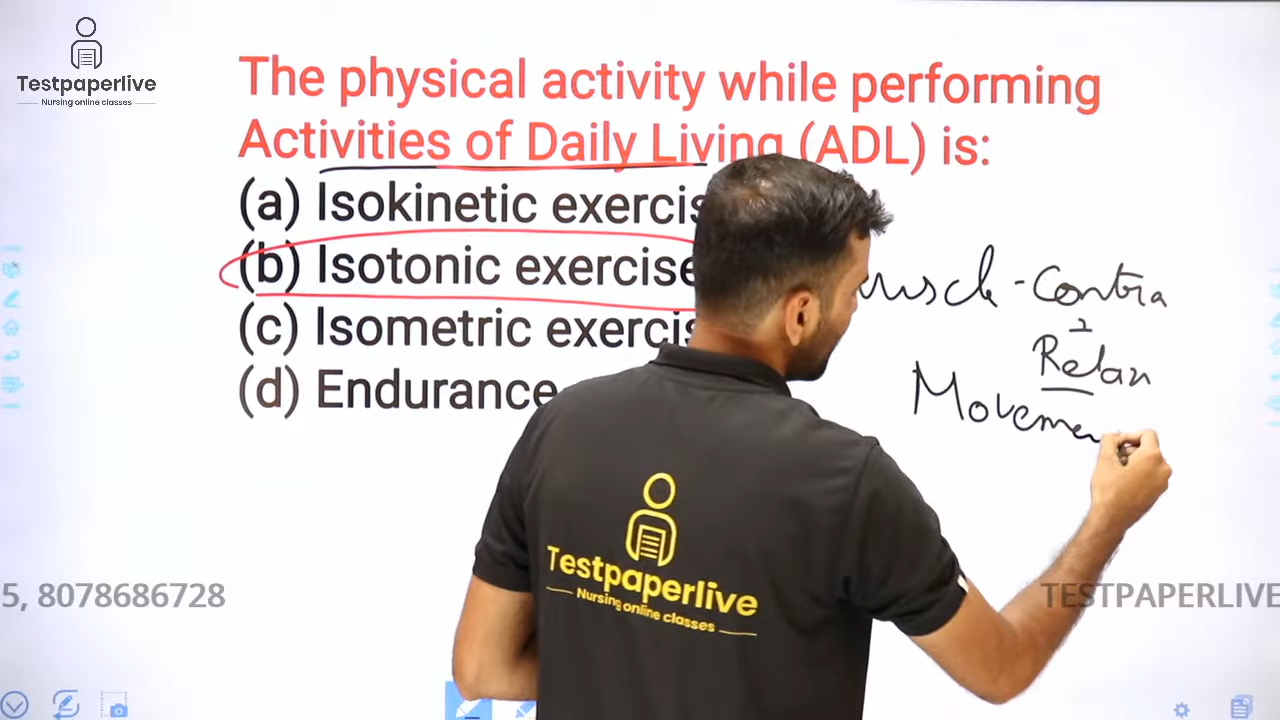 Testpaperlive
Nursing online classes
The physical activity while performing
Activities of Daily Living (ADL) is:
(a) Isokinetic exercis
(b) Isotonic exercise
(c) Isometric exercis
(d) Endurance
Contra
Relax
Movemen
Testpaperlive
Nursing online classes
5, 8078686728
TESTPAPERLIVE